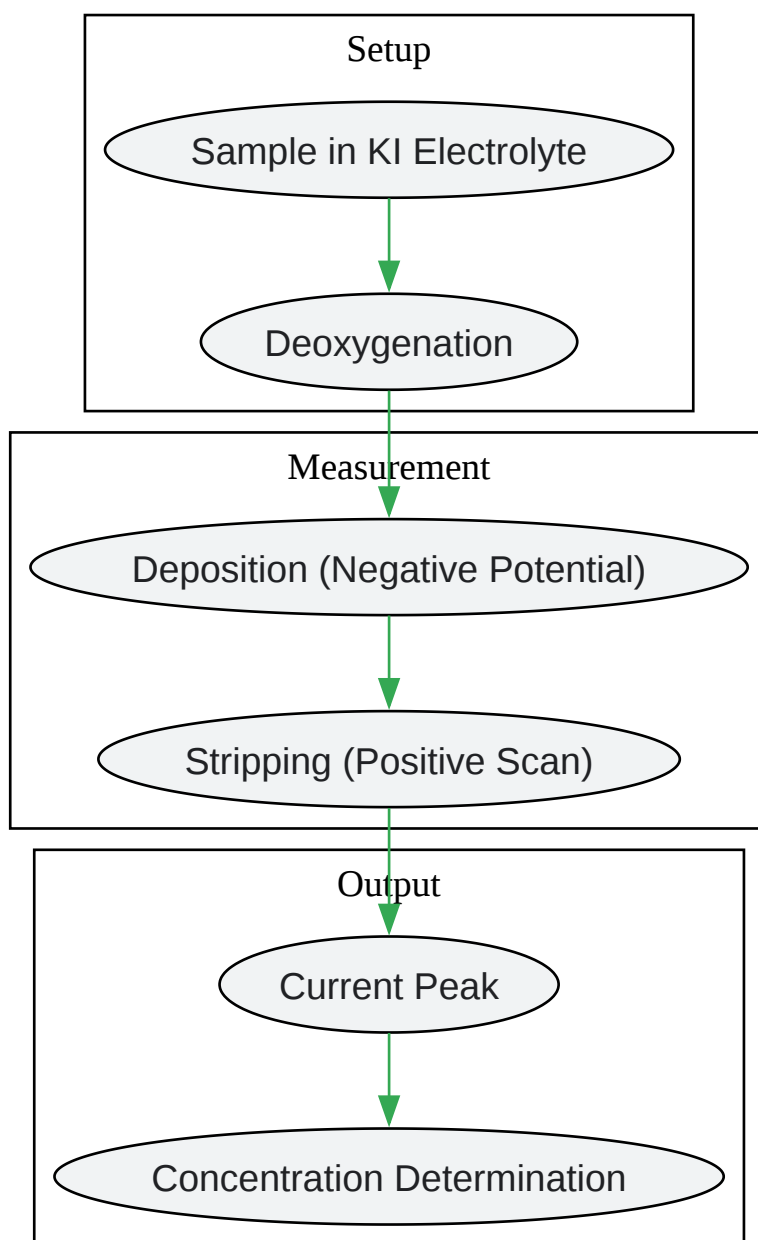 Setup
Sample in KI Electrolyte
Deoxygenation
Measurement
Deposition (Negative Potential)
Stripping (Positive Scan)
Output
Current Peak
Concentration Determination